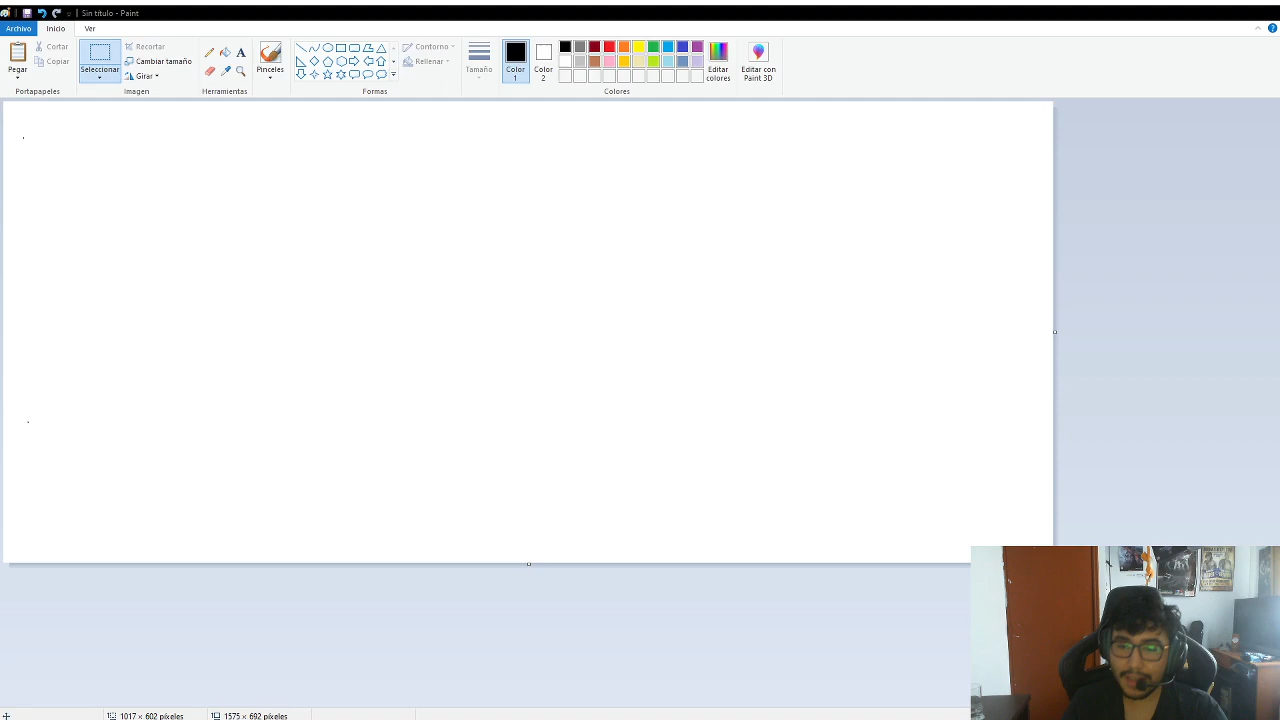 Sin título - Paint
Archivo Inicio Ver
Pegar
Cortar
Copiar
Portapapeles
Seleccionar
Recortar
Cambiar tamaño
Girar
Imagen
A
Herramientas
Pinceles
Contorno
Rellenar
Formas
Tamaño
Color 1
Color 2
Editar colores
Colores
Editar con Paint 3D
1017 × 602 píxeles
1575 × 692 píxeles